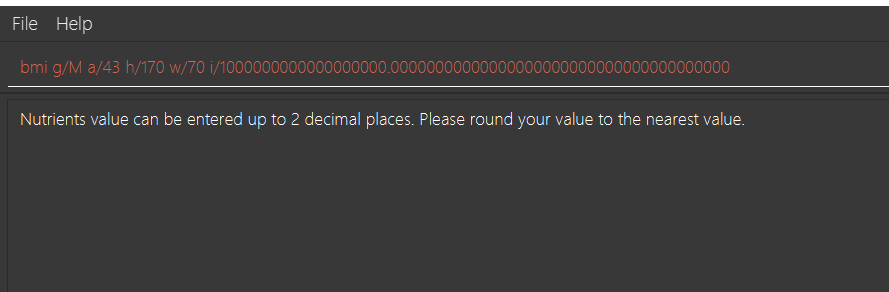 File Help
bmi g/M a/43 h/170 w/70 i/1000000000000000000.00000000000000000000000000000000000000
Nutrients value can be entered up to 2 decimal places. Please round your value to the nearest value.